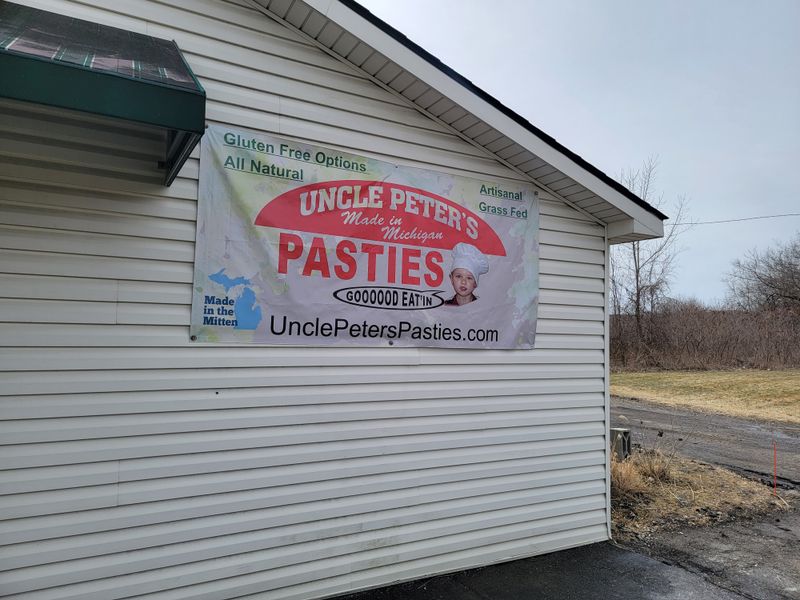 Gluten Free Options
All Natural
Artisanal
Grass Fed
UNCLE PETER'S
Made in
Michigan
PASTIES
GOOOOOD EAT'IN
Made
in the
Mitten
UnclePetersPasties.com